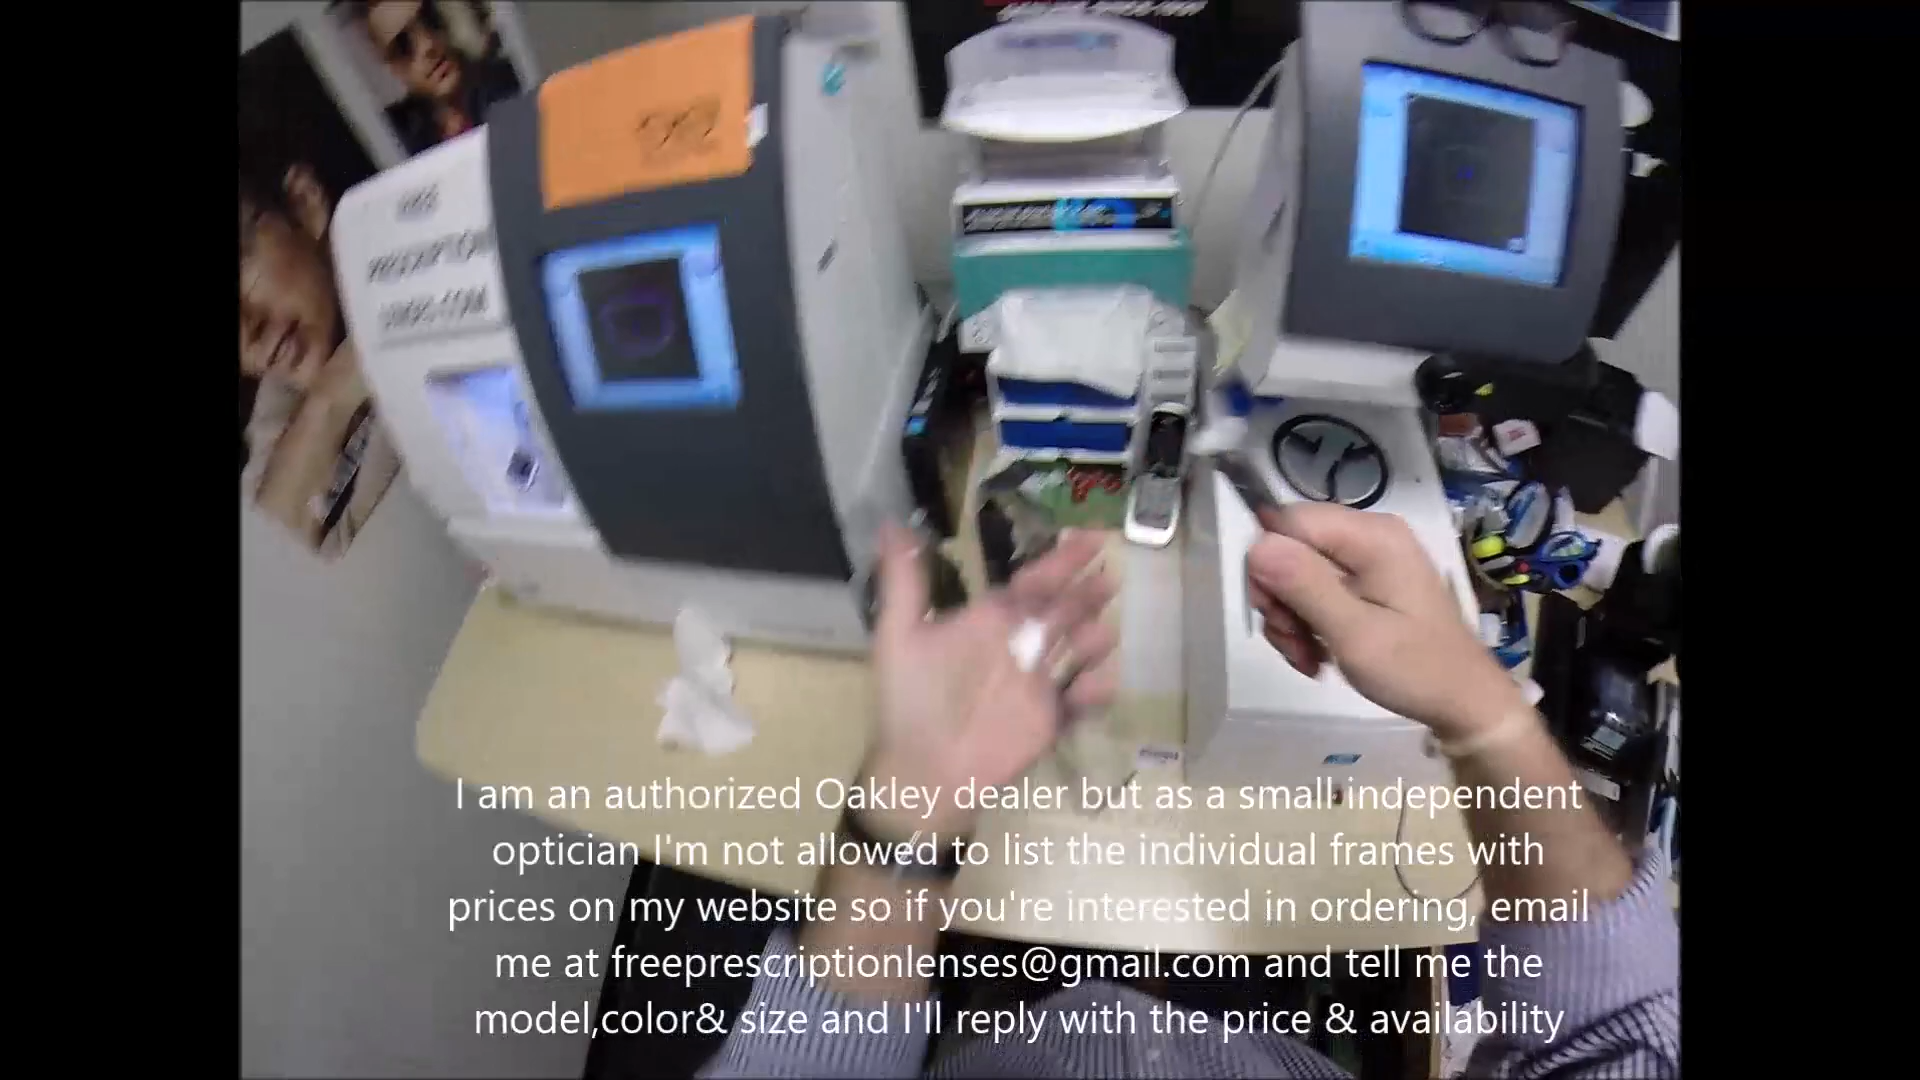 I am an authorized Oakley dealer but as a small independent
optician I'm not allowed to list the individual frames with
prices on my website so if you're interested in ordering, email
me at freeprescriptionlenses@gmail.com and tell me the
model,color& size and I'll reply with the price & availability